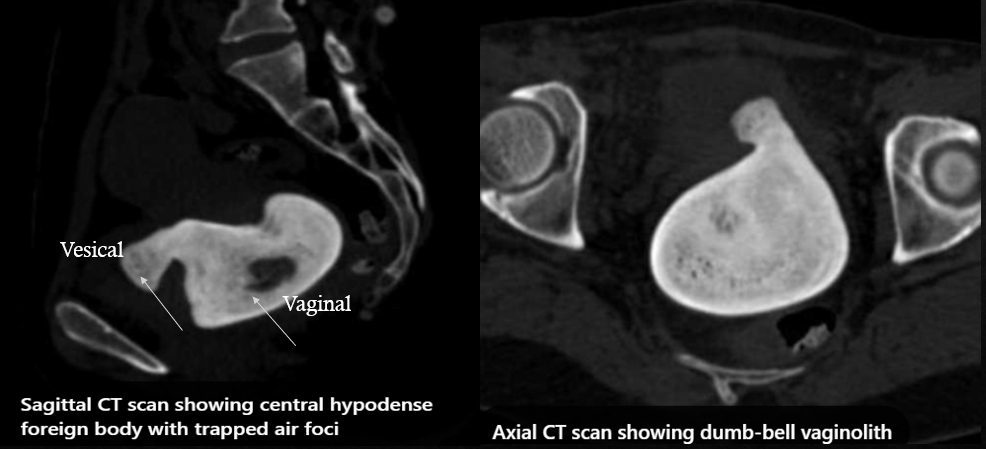 Vesical
Vaginal
Sagittal CT scan showing central hypodense
foreign body with trapped air foci
Axial CT scan showing dumb-bell vaginolith